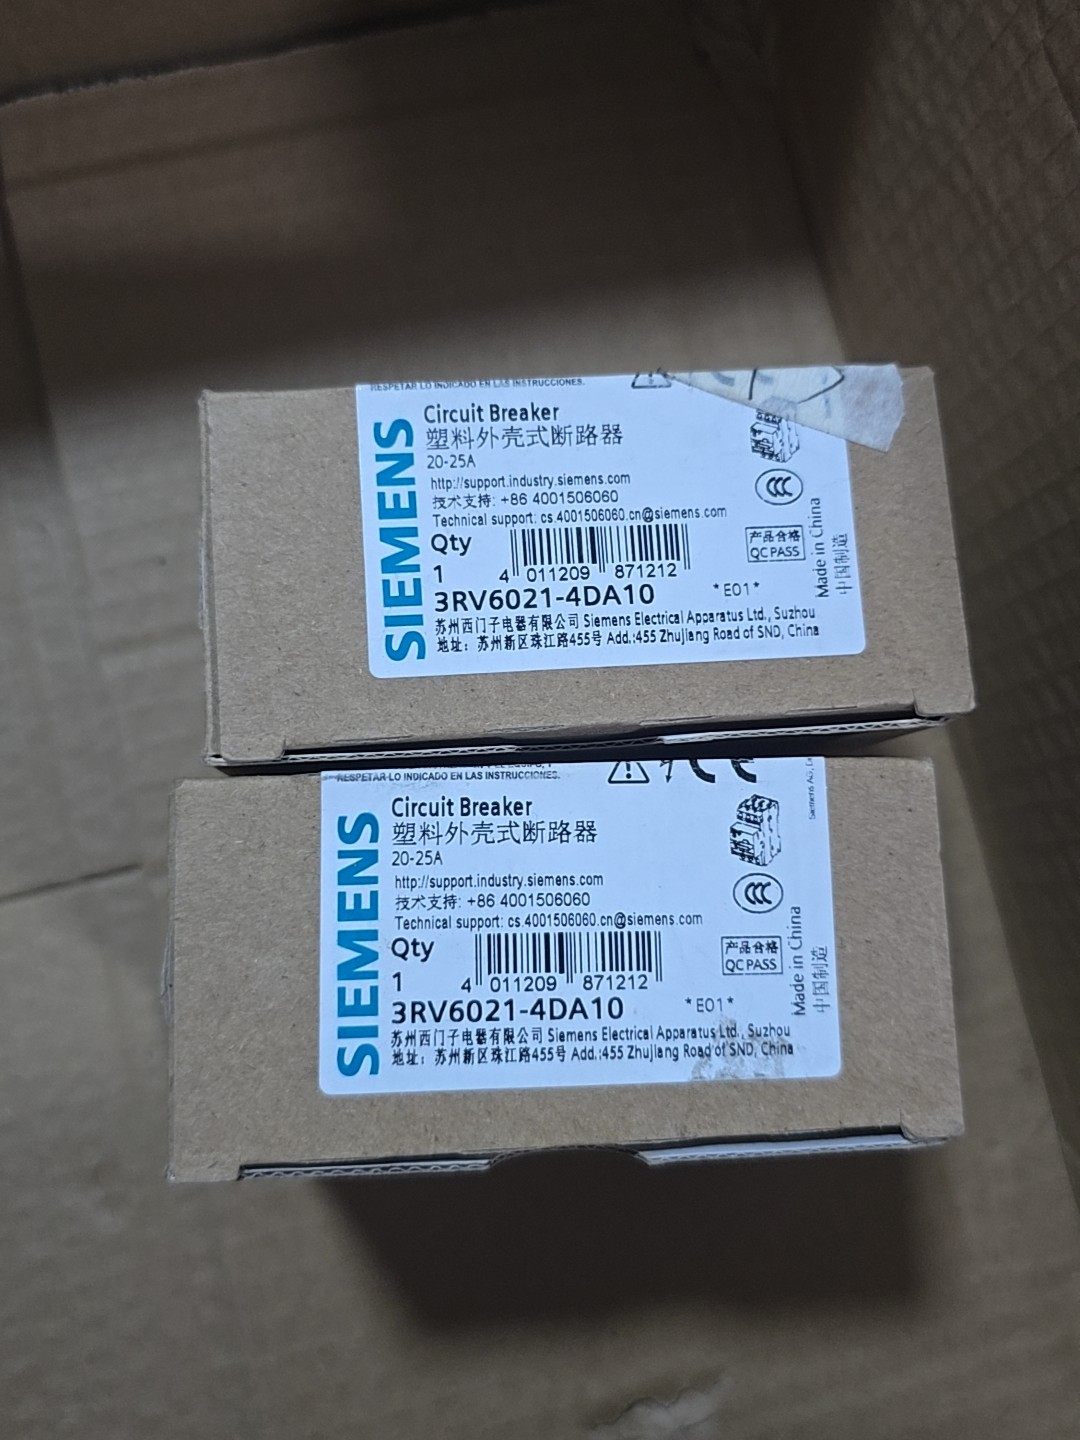 RESPETAR LO INDICADO EN LAS INSTRUCCIONES.
SIEMENS
Circuit Breaker
塑料外壳式断路器
20-25A
http://support.industry.siemens.com
技术支持: +86 4001506060
Technical support: cs.4001506060.cn@siemens.com
Qty
1
4 011209 871212
3RV6021-4DA10
*E01*
产品合格
QC PASS
Made in China
中国制造
苏州西门子电器有限公司 Siemens Electrical Apparatus Ltd., Suzhou
地址: 苏州新区珠江路455号 Add.:455 Zhujiang Road of SND, China
RESPETAR LO INDICADO EN LAS INSTRUCCIONES.
SIEMENS
Circuit Breaker
塑料外壳式断路器
20-25A
http://support.industry.siemens.com
技术支持: +86 4001506060
Technical support: cs.4001506060.cn@siemens.com
Qty
1
4 011209 871212
3RV6021-4DA10
*E01*
产品合格
QC PASS
Made in China
中国制造
Siemens AG,
苏州西门子电器有限公司 Siemens Electrical Apparatus Ltd., Suzhou
地址: 苏州新区珠江路455号 Add.:455 Zhujiang Road of SND, China